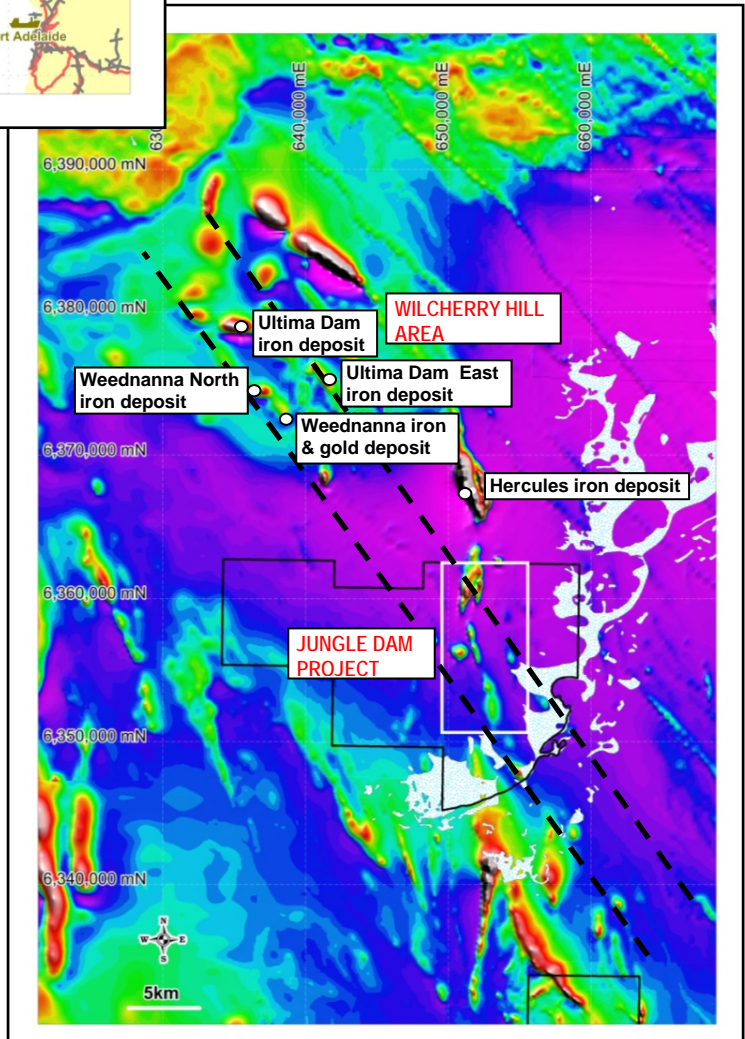 rt Adelaide
630
640,000 mE
650,000 mE
660,000 mE
6,390,000 mN
6,380,000 mN
WILCHERRY HILL
AREA
Ultima Dam
iron deposit
Weednanna North
iron deposit
Ultima Dam East
iron deposit
Weednanna iron
& gold deposit
6,370,000 mN
Hercules iron deposit
6,360,000 mN
JUNGLE DAM
PROJECT
6,350,000 mN
6,340,000 mN
N
W E
S
5km